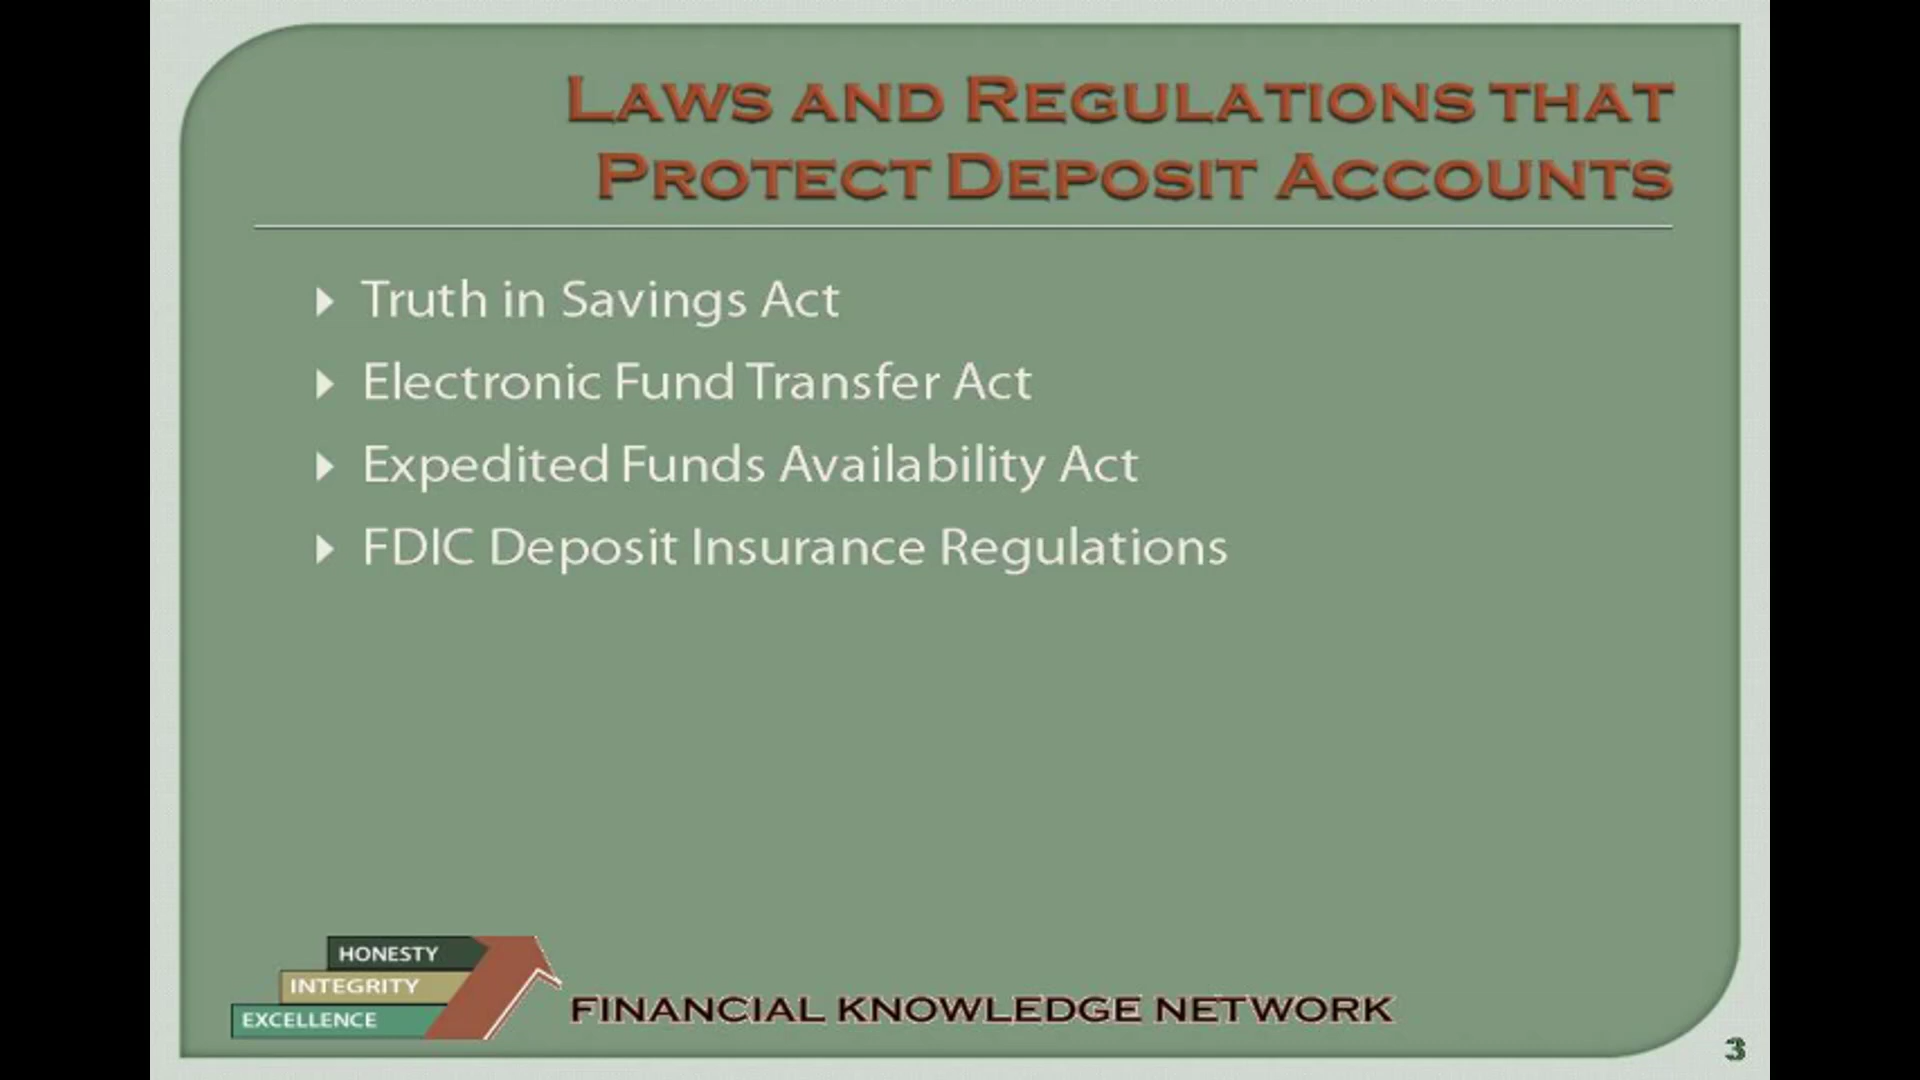 LAWS AND REGULATIONS THAT
PROTECT DEPOSIT ACCOUNTS
Truth in Savings Act
Electronic Fund Transfer Act
Expedited Funds Availability Act
FDIC Deposit Insurance Regulations
HONESTY
INTEGRITY
EXCELLENCE
FINANCIAL KNOWLEDGE NETWORK
3